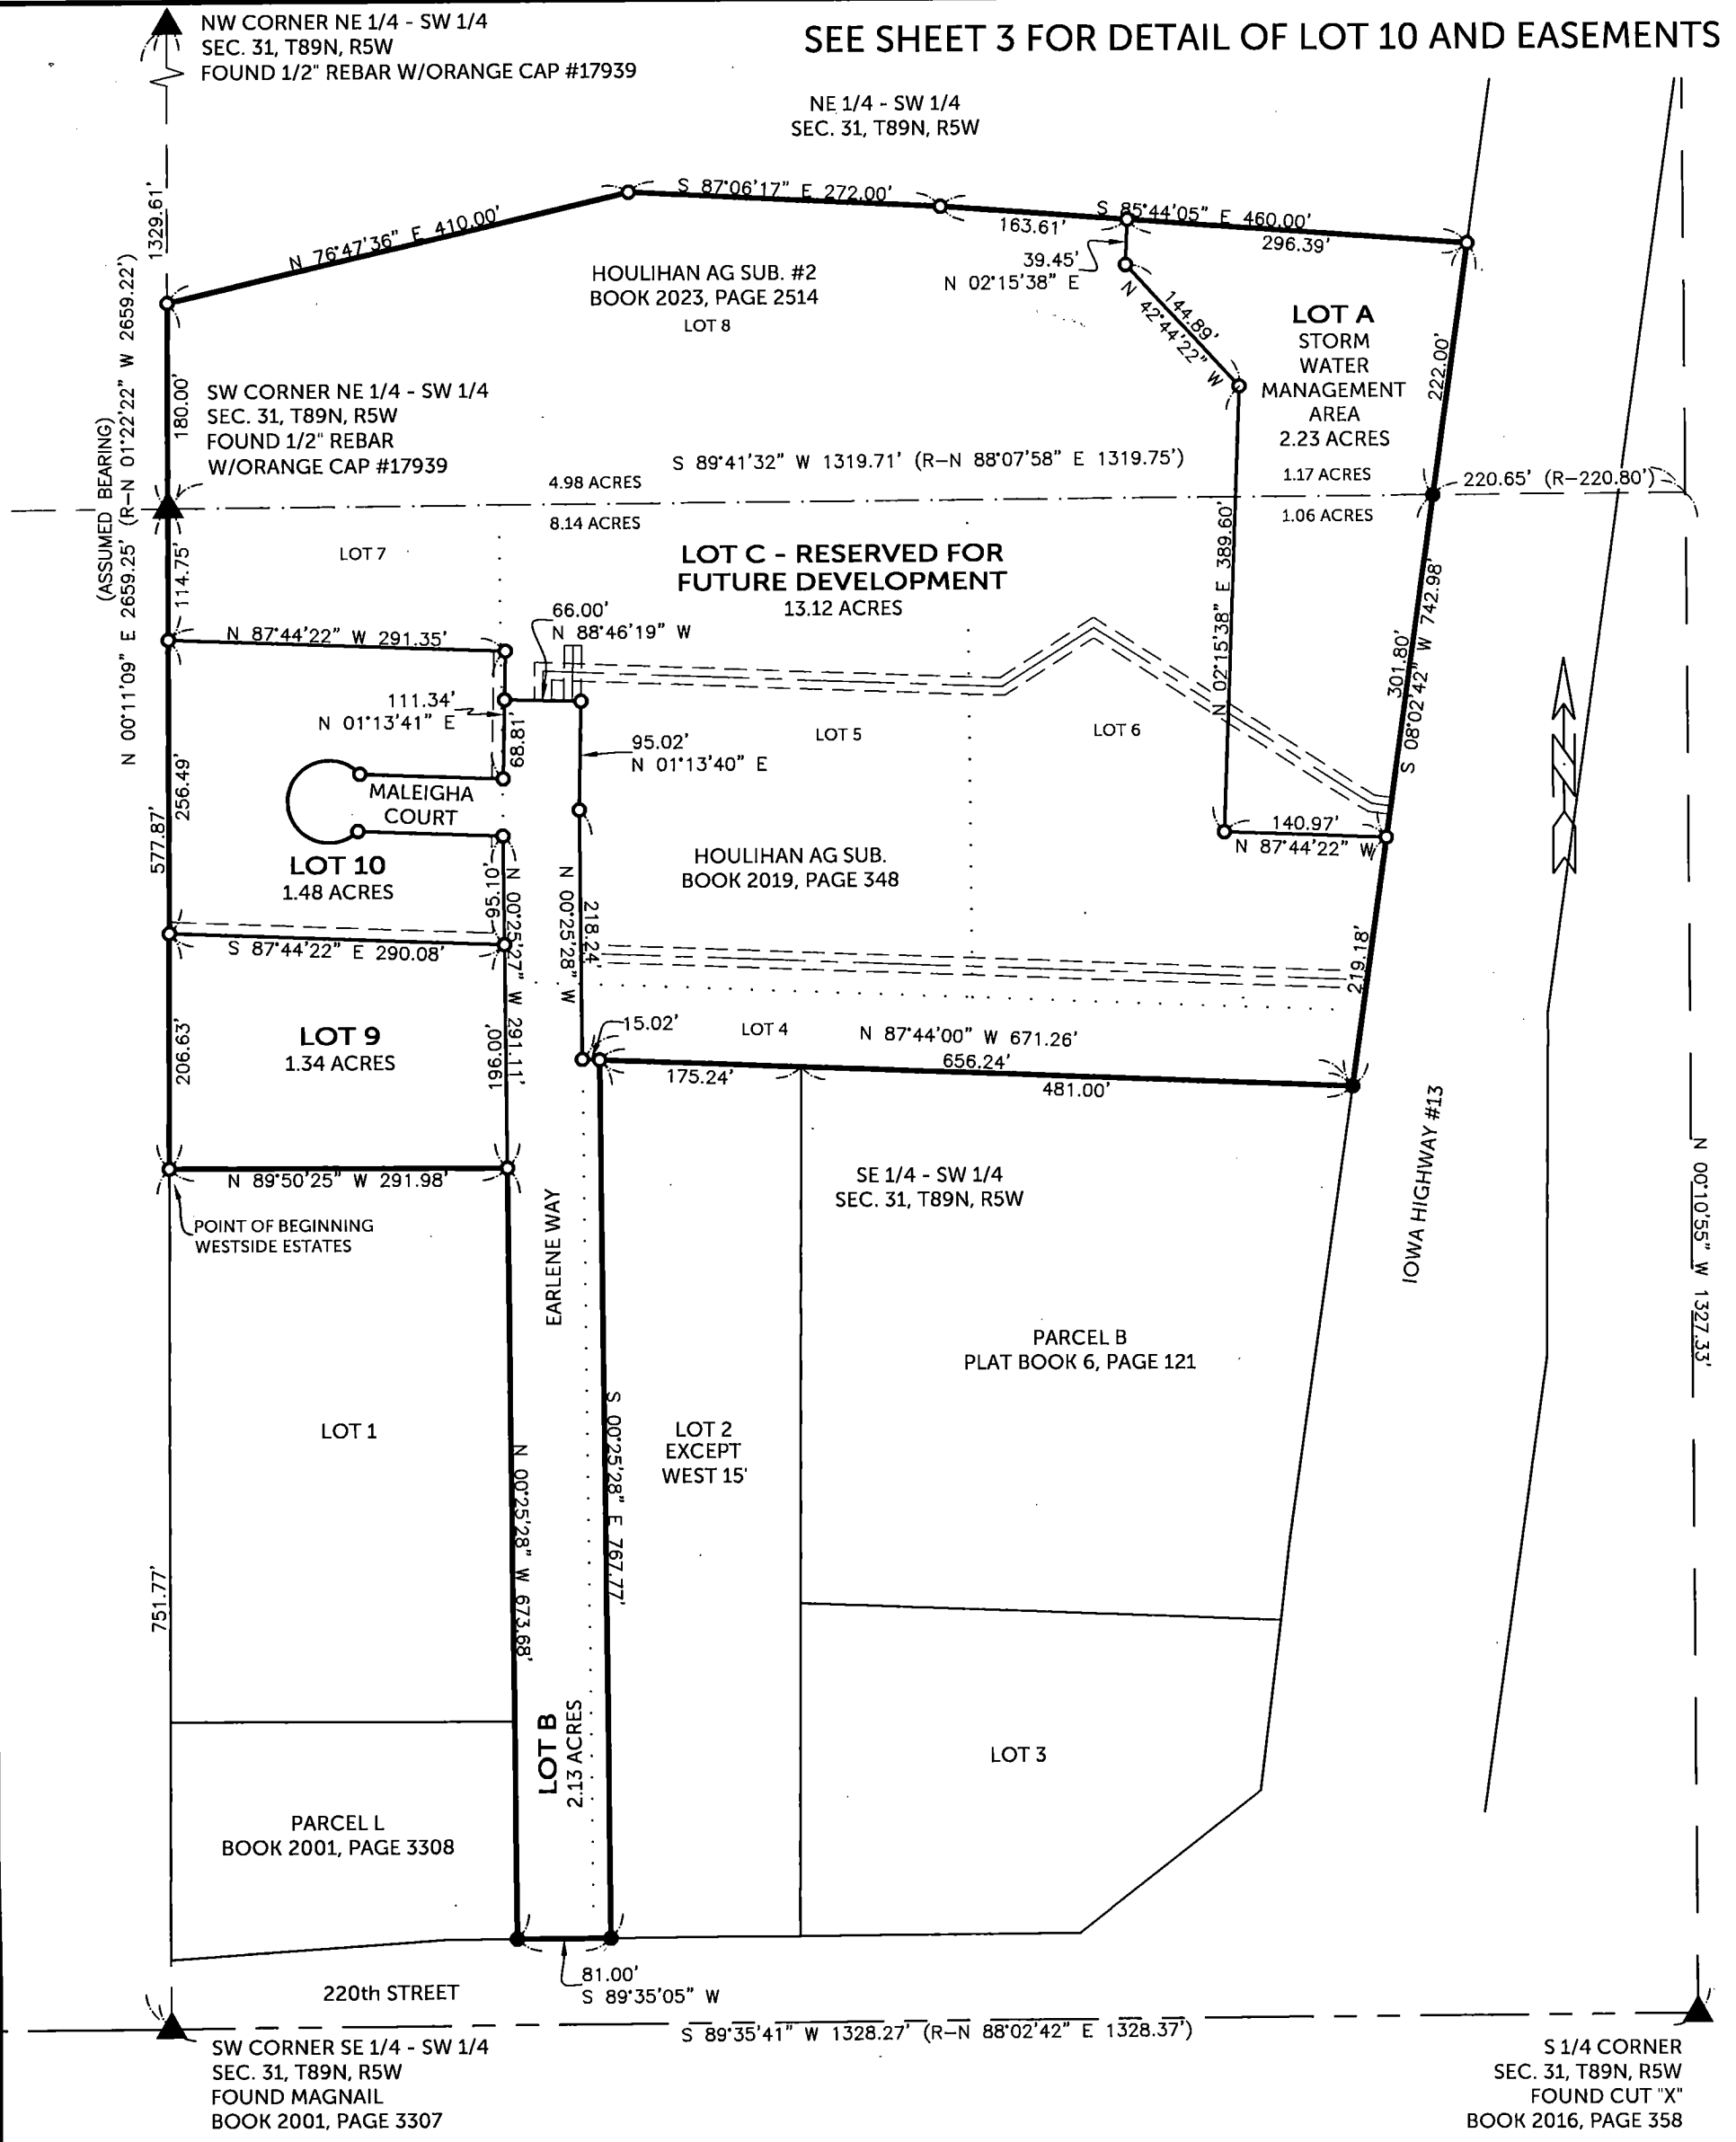 NW CORNER NE 1/4 - SW 1/4
SEC. 31, T89N, R5W
FOUND 1/2" REBAR W/ORANGE CAP #17939
SEE SHEET 3 FOR DETAIL OF LOT 10 AND EASEMENTS
NE 1/4 - SW 1/4
SEC. 31, T89N, R5W
1329.61'
N 76°47'36" E 410.00'
S 87°06'17" E 272.00'
S 85°44'05" E 460.00'
163.61'
296.39'
39.45'
N 02°15'38" E
144.89'
N 42°44'22" W
HOULIHAN AG SUB. #2
BOOK 2023, PAGE 2514
LOT 8
LOT A
STORM
WATER
MANAGEMENT
AREA
2.23 ACRES
1.17 ACRES
1.06 ACRES
222.00'
220.65' (R-220.80')
(ASSUMED BEARING)
N 00°11'09" E 2659.25' (R-N 01°22'22" W 2659.22')
180.00'
SW CORNER NE 1/4 - SW 1/4
SEC. 31, T89N, R5W
FOUND 1/2" REBAR
W/ORANGE CAP #17939
S 89°41'32" W 1319.71' (R-N 88°07'58" E 1319.75')
4.98 ACRES
8.14 ACRES
LOT 7
114.75'
LOT C - RESERVED FOR
FUTURE DEVELOPMENT
13.12 ACRES
N 02°15'38" E 389.60'
301.80'
S 08°02'42" W 742.98'
66.00'
N 88°46'19" W
N 87°44'22" W 291.35'
111.34'
N 01°13'41" E
68.81'
95.02'
N 01°13'40" E
LOT 5
LOT 6
577.87'
256.49'
MALEIGHA
COURT
LOT 10
1.48 ACRES
95.10'
N 00°25'27" W 291.11'
N 00°25'28" W
218.24'
HOULIHAN AG SUB.
BOOK 2019, PAGE 348
140.97'
N 87°44'22" W
S 87°44'22" E 290.08'
219.18'
206.63'
LOT 9
1.34 ACRES
196.00'
15.02'
LOT 4
N 87°44'00" W 671.26'
656.24'
175.24'
481.00'
N 89°50'25" W 291.98'
POINT OF BEGINNING
WESTSIDE ESTATES
EARLENE WAY
SE 1/4 - SW 1/4
SEC. 31, T89N, R5W
IOWA HIGHWAY #13
N 00°10'55" W 1327.33'
PARCEL B
PLAT BOOK 6, PAGE 121
LOT 1
N 00°25'28" W 673.68'
S 00°25'28" E 767.77'
LOT 2
EXCEPT
WEST 15'
751.77'
LOT B
2.13 ACRES
LOT 3
PARCEL L
BOOK 2001, PAGE 3308
220th STREET
81.00'
S 89°35'05" W
S 89°35'41" W 1328.27' (R-N 88°02'42" E 1328.37')
SW CORNER SE 1/4 - SW 1/4
SEC. 31, T89N, R5W
FOUND MAGNAIL
BOOK 2001, PAGE 3307
S 1/4 CORNER
SEC. 31, T89N, R5W
FOUND CUT "X"
BOOK 2016, PAGE 358